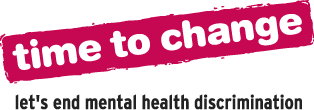 time to change
let's end mental health discrimination